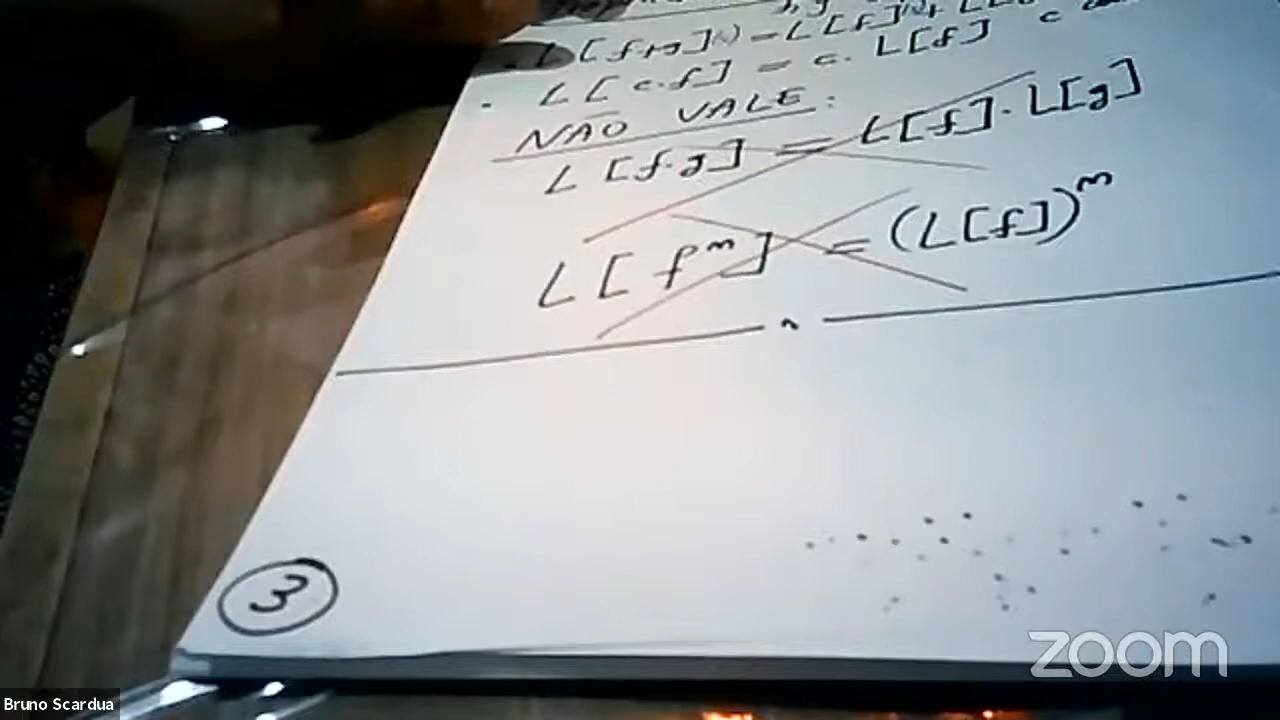 L[f+g](s) = L[f](s) + L
L[c.f] = c. L[f] c
NÃO VALE:
L[f.g] = L[f].L[g]
L[f^m] = (L[f])^m
3
zoom
Bruno Scardua